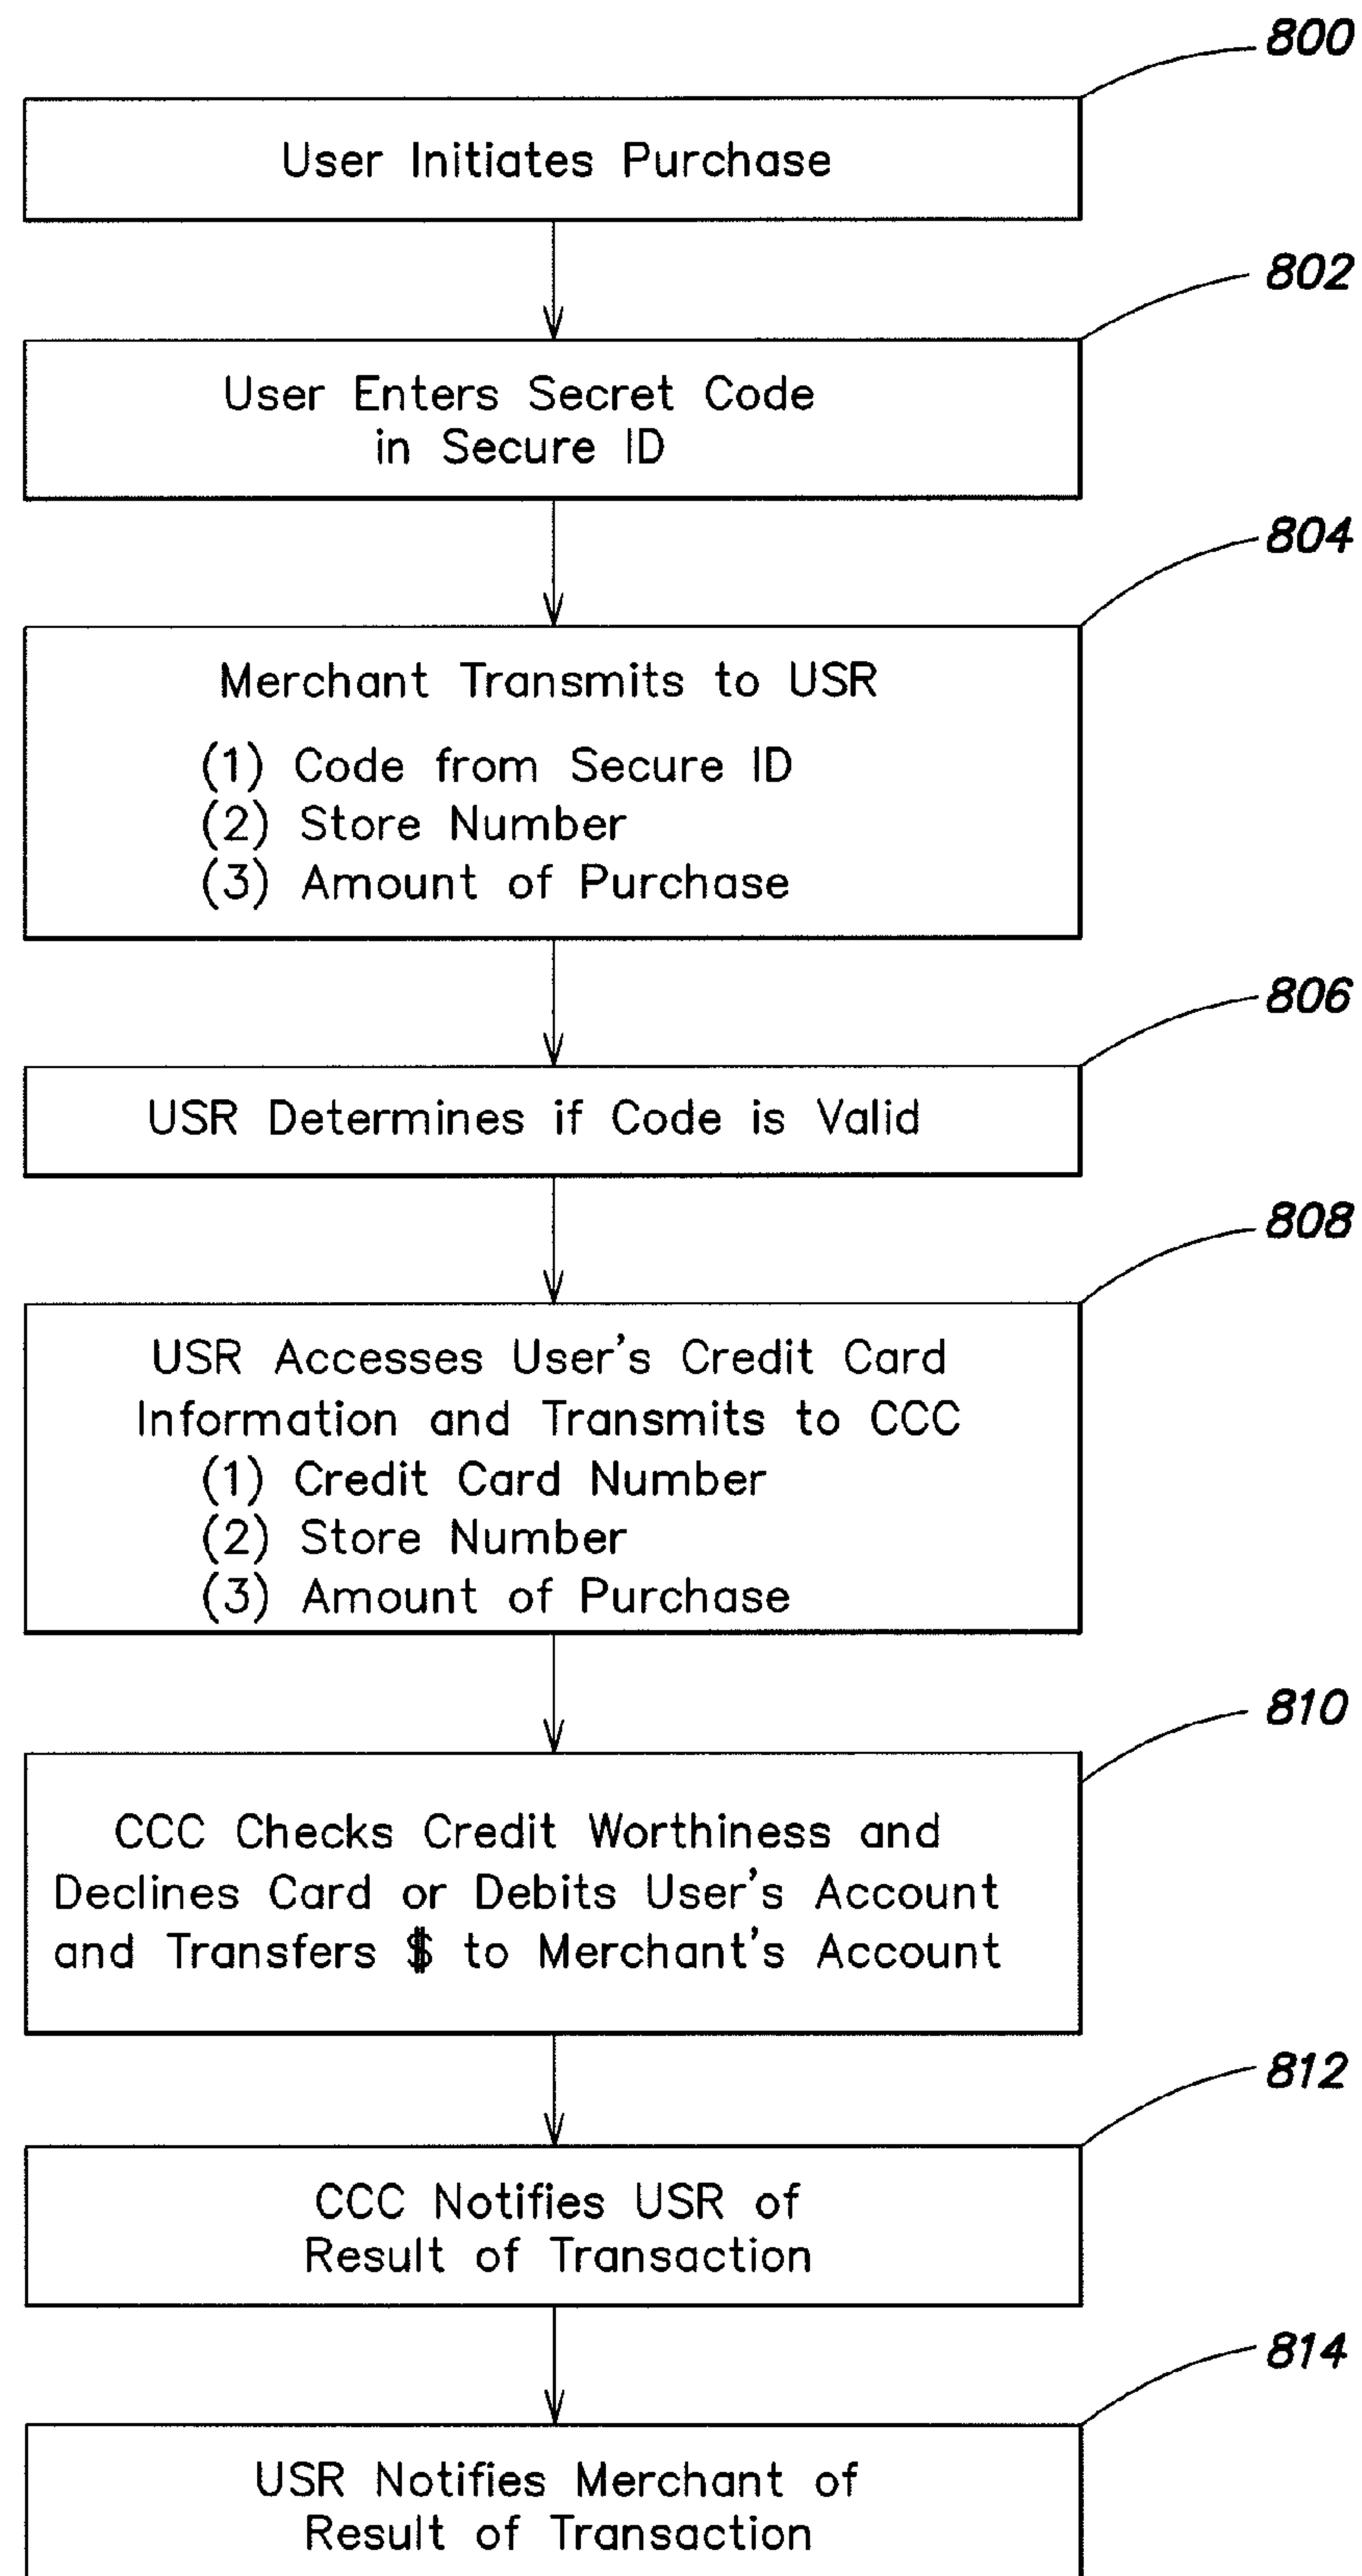 800
User Initiates Purchase
802
User Enters Secret Code
in Secure ID
804
Merchant Transmits to USR
(1) Code from Secure ID
(2) Store Number
(3) Amount of Purchase
806
USR Determines if Code is Valid
808
USR Accesses User's Credit Card
Information and Transmits to CCC
(1) Credit Card Number
(2) Store Number
(3) Amount of Purchase
810
CCC Checks Credit Worthiness and
Declines Card or Debits User's Account
and Transfers $ to Merchant's Account
812
CCC Notifies USR of
Result of Transaction
814
USR Notifies Merchant of
Result of Transaction